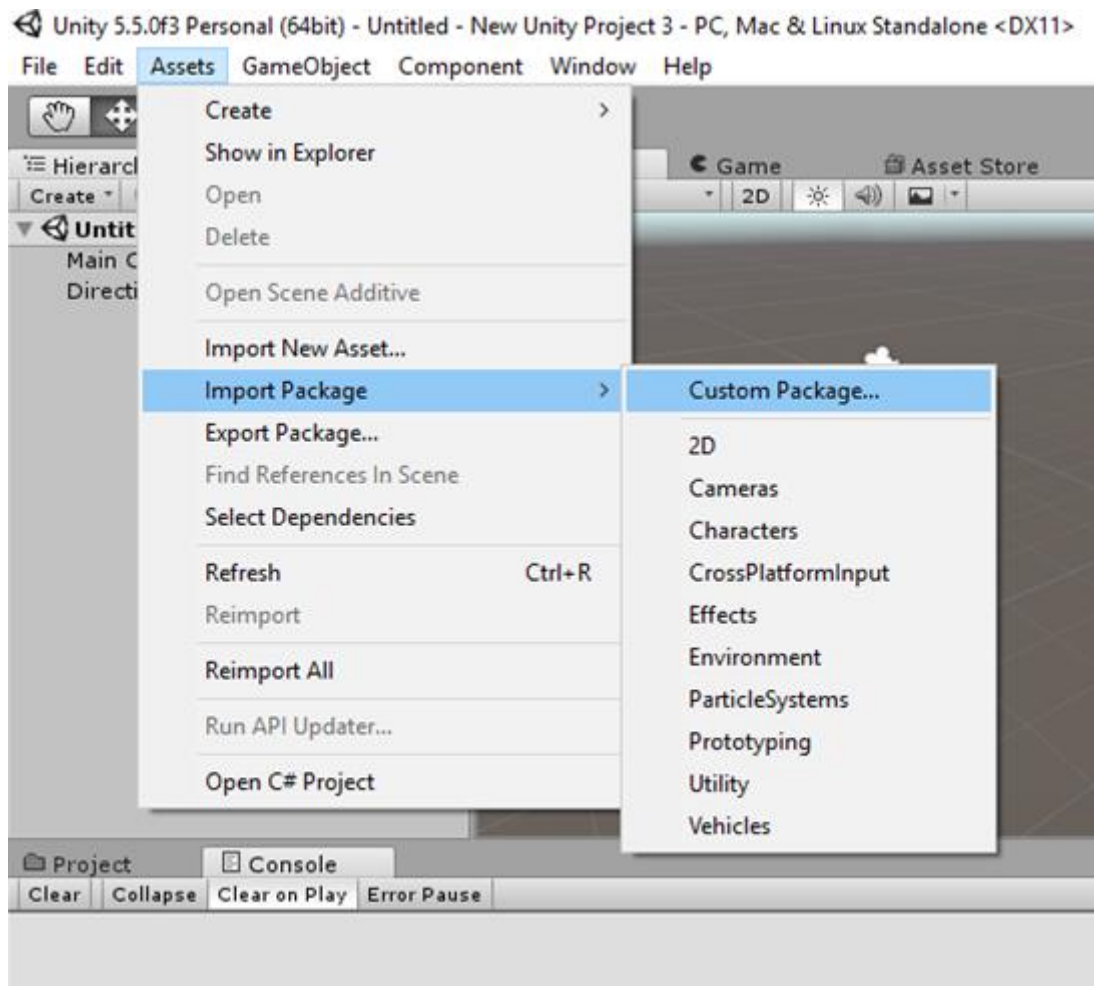 Unity 5.5.0f3 Personal (64bit) - Untitled - New Unity Project 3 - PC, Mac & Linux Standalone <DX11>
File Edit Assets GameObject Component Window Help
Create
Show in Explorer
Open
Delete
Open Scene Additive
Import New Asset...
Import Package
Export Package...
Find References In Scene
Select Dependencies
Refresh Ctrl+R
Reimport
Reimport All
Run API Updater...
Open C# Project
Custom Package...
2D
Cameras
Characters
CrossPlatformInput
Effects
Environment
ParticleSystems
Prototyping
Utility
Vehicles
Hierarcl
Create
Untit
Main C
Directi
Game Asset Store
2D
Project Console
Clear Collapse Clear on Play Error Pause